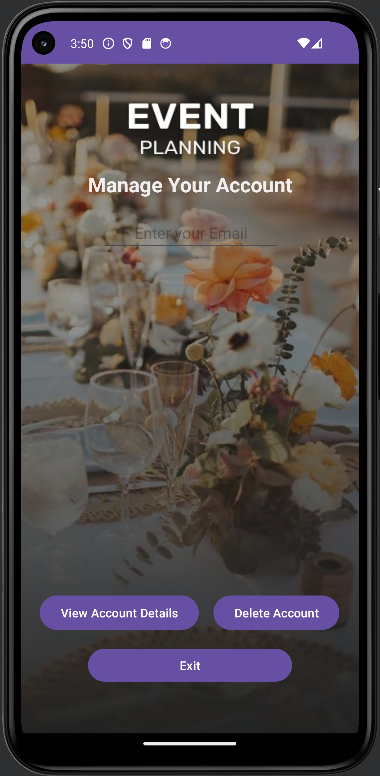 3:50
EVENT
PLANNING
Manage Your Account
Enter your Email
View Account Details
Delete Account
Exit